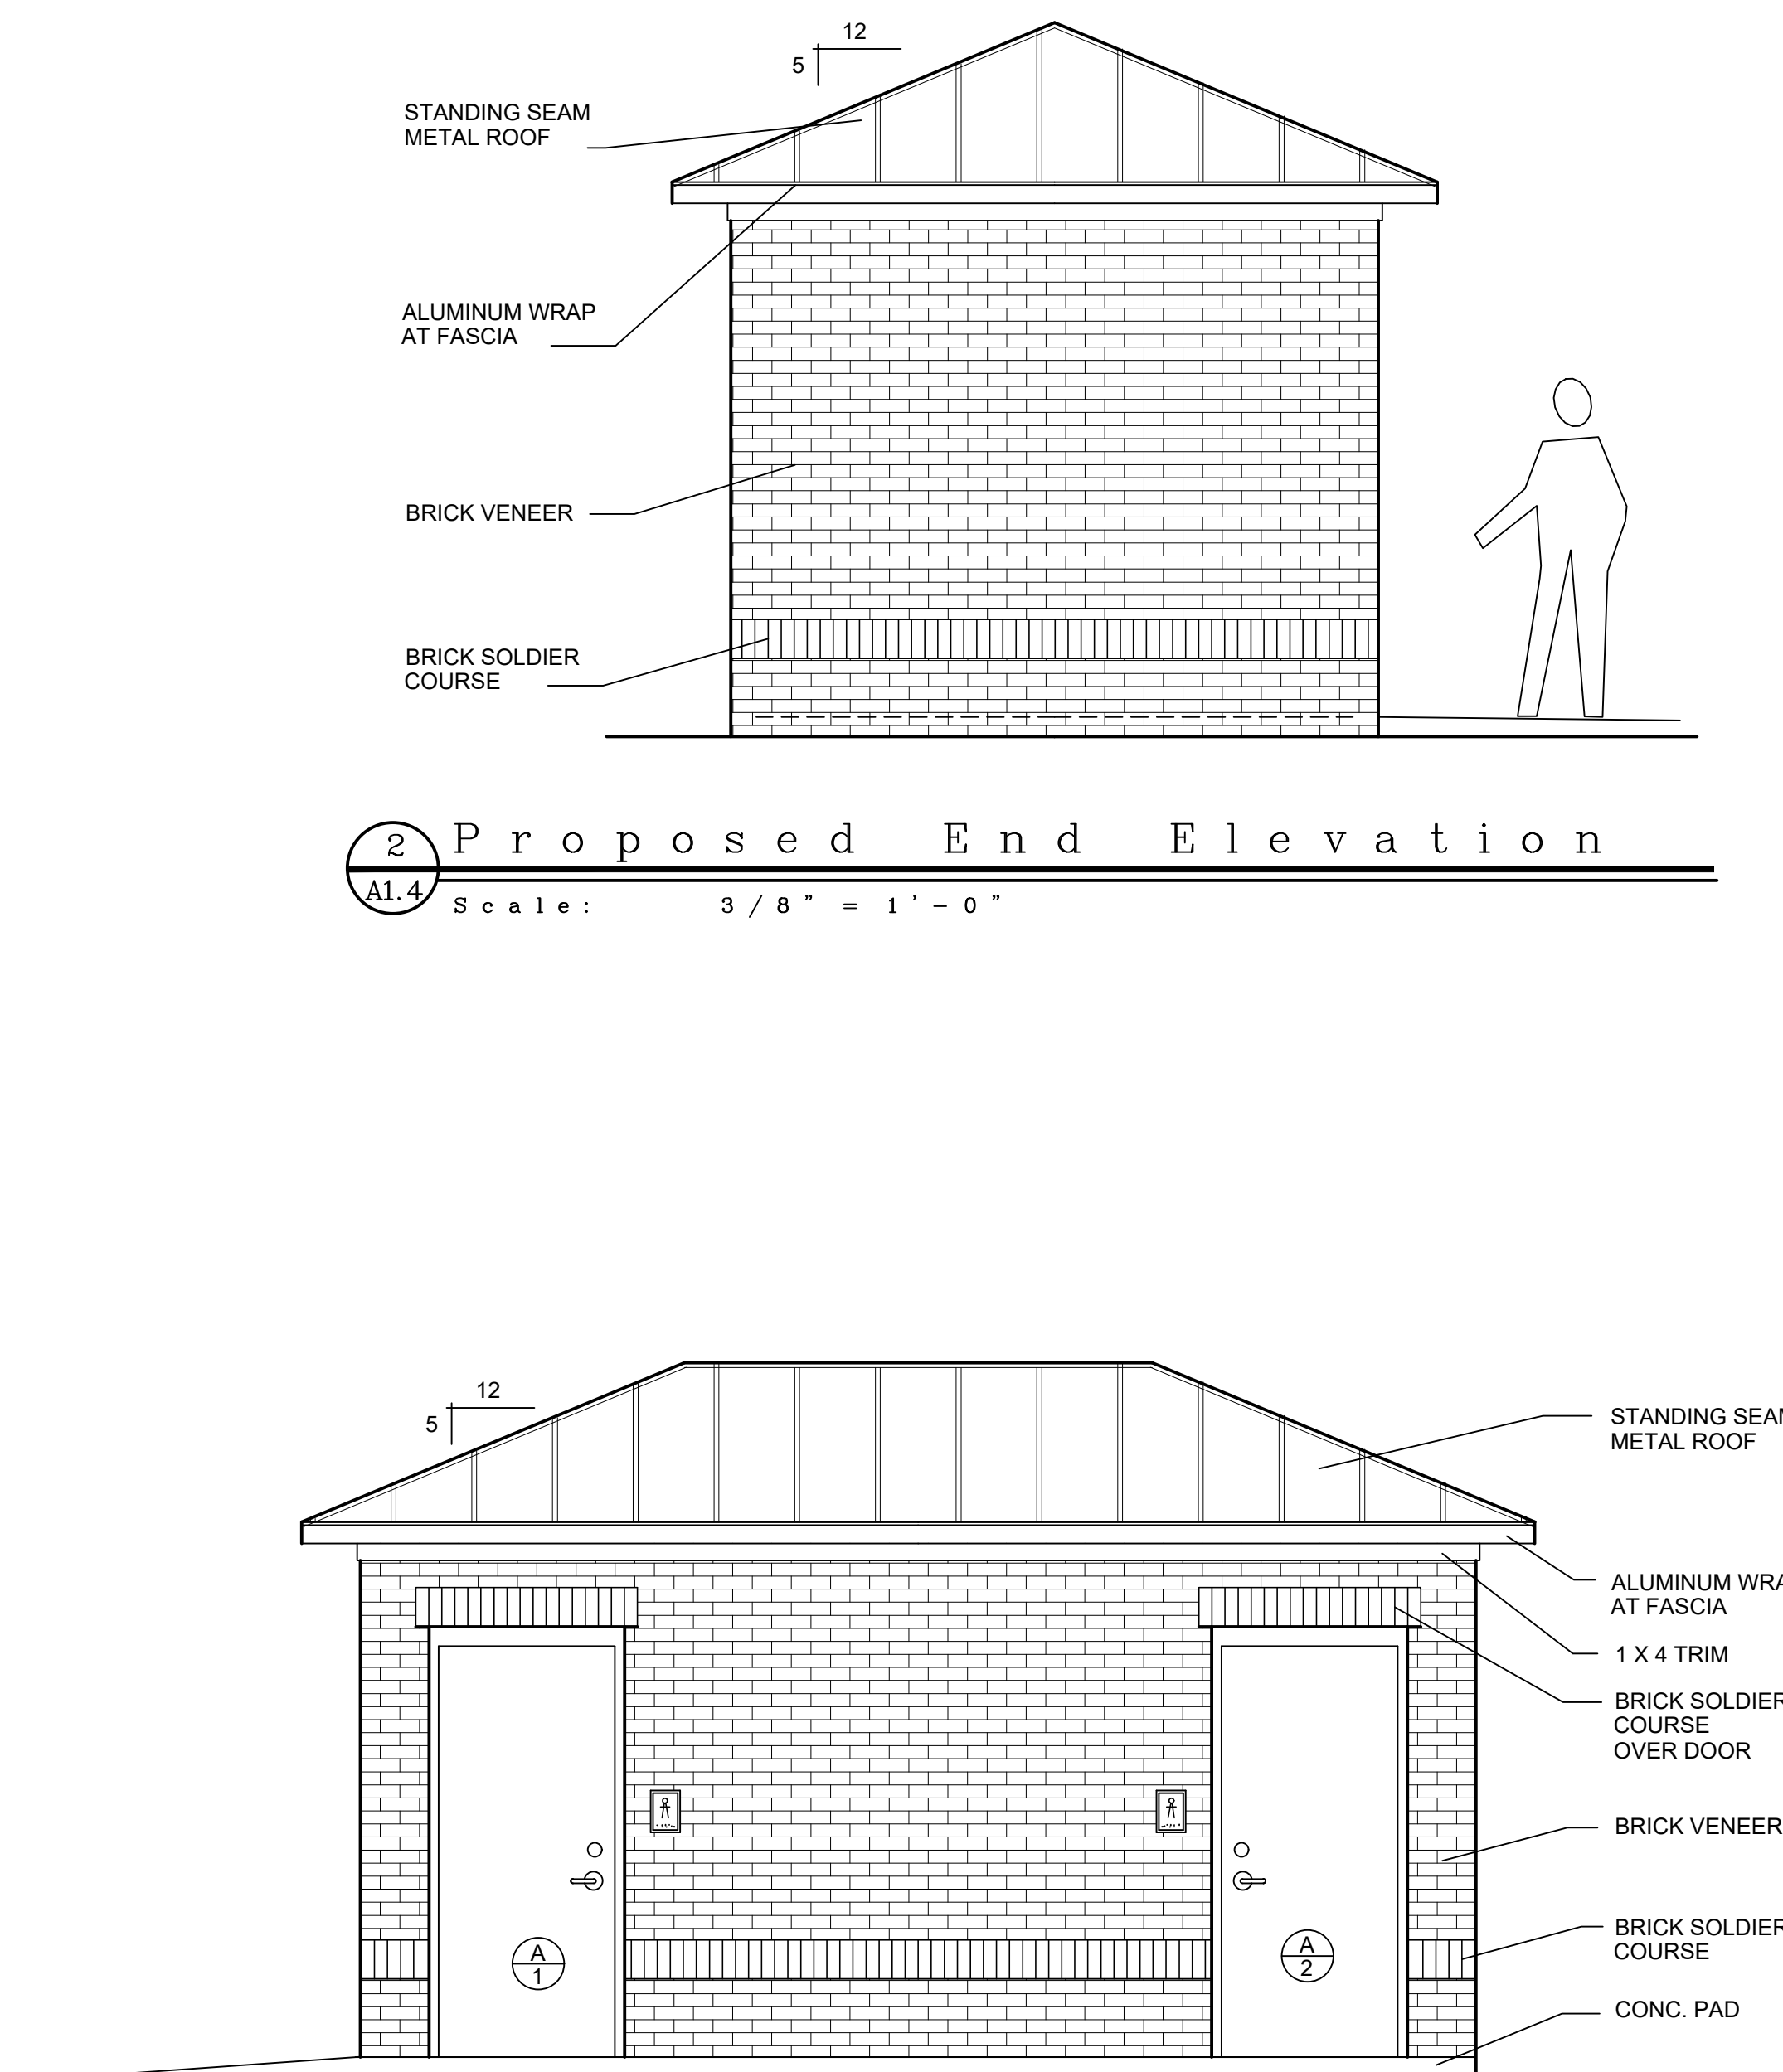 12
5
STANDING SEAM
METAL ROOF
ALUMINUM WRAP
AT FASCIA
BRICK VENEER
BRICK SOLDIER
COURSE
2
A1.4
Proposed End Elevation
Scale: 3/8" = 1'-0"
12
5
STANDING SEAM
METAL ROOF
ALUMINUM WRA
AT FASCIA
1 X 4 TRIM
BRICK SOLDIER
COURSE
OVER DOOR
BRICK VENEER
BRICK SOLDIER
COURSE
CONC. PAD
A
1
A
2